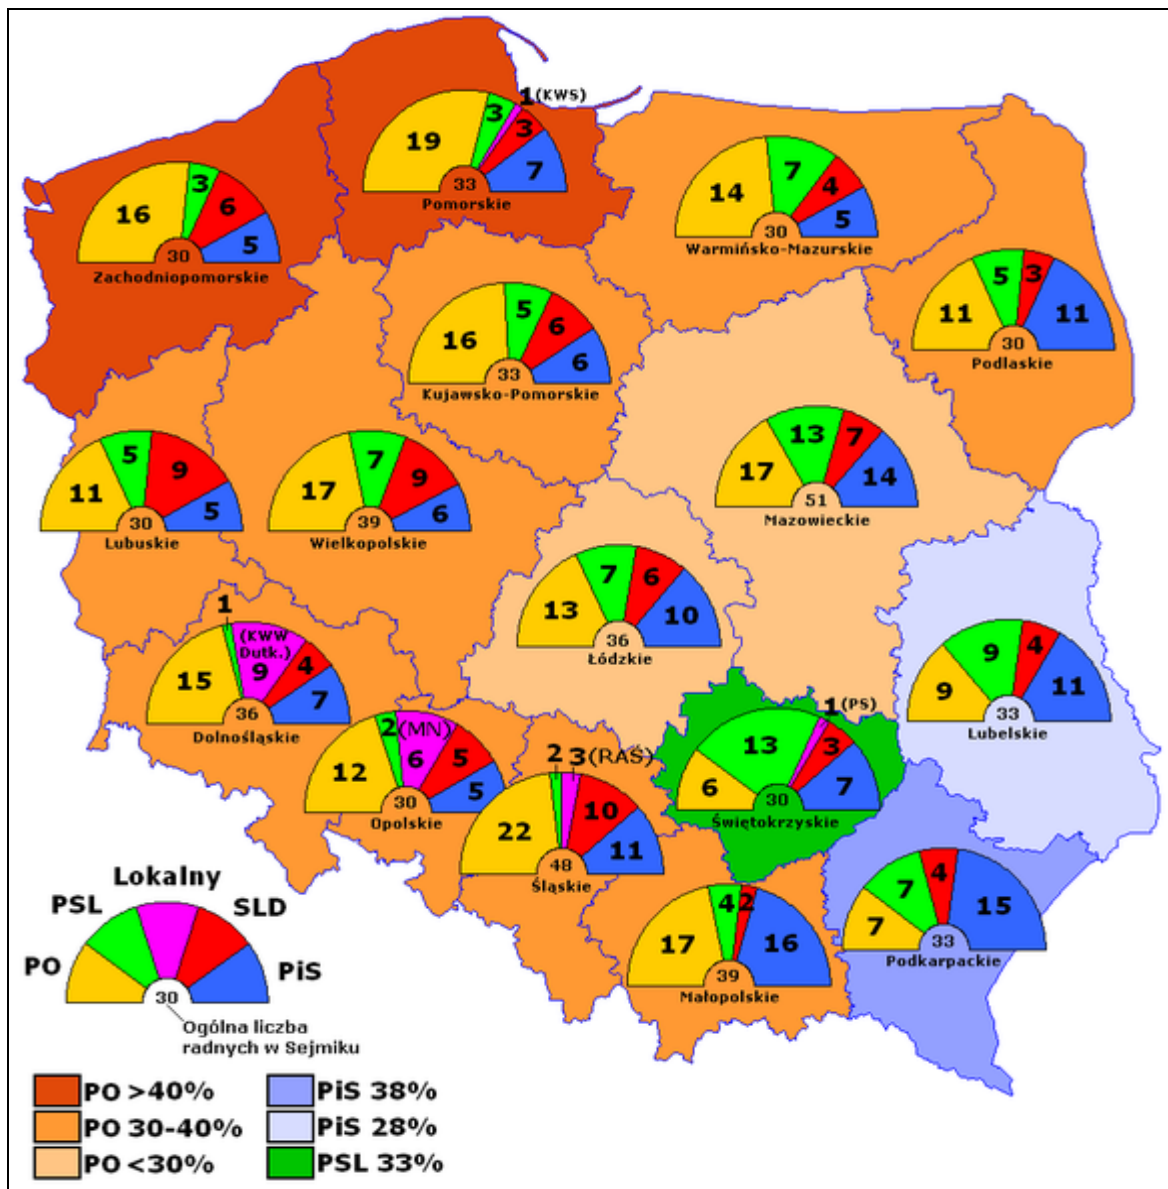 1(KWS)
19 3 3 7
33
Pomorskie
16 3 6 5
30
Zachodniopomorskie
14 7 4 5
30
Warmińsko-Mazurskie
11 5 3 11
30
Podlaskie
16 5 6 6
33
Kujawsko-Pomorskie
17 13 7 14
51
Mazowieckie
11 5 9 5
30
Lubuskie
17 7 9 6
39
Wielkopolskie
13 7 6 10
36
Łódzkie
1
(KWW
Dutk.)
15 9 4 7
36
Dolnośląskie
9 9 4 11
33
Lubelskie
2(MN)
12 6 5 5
30
Opolskie
1(PS)
6 13 3 7
30
Świętokrzyskie
2 3(RAŚ)
22 10 11
48
Śląskie
7 7 4 15
33
Podkarpackie
17 4 2 16
39
Małopolskie
Lokalny
PSL SLD
PO PiS
30
Ogólna liczba
radnych w Sejmiku
PO >40%
PO 30-40%
PO <30%
PiS 38%
PiS 28%
PSL 33%